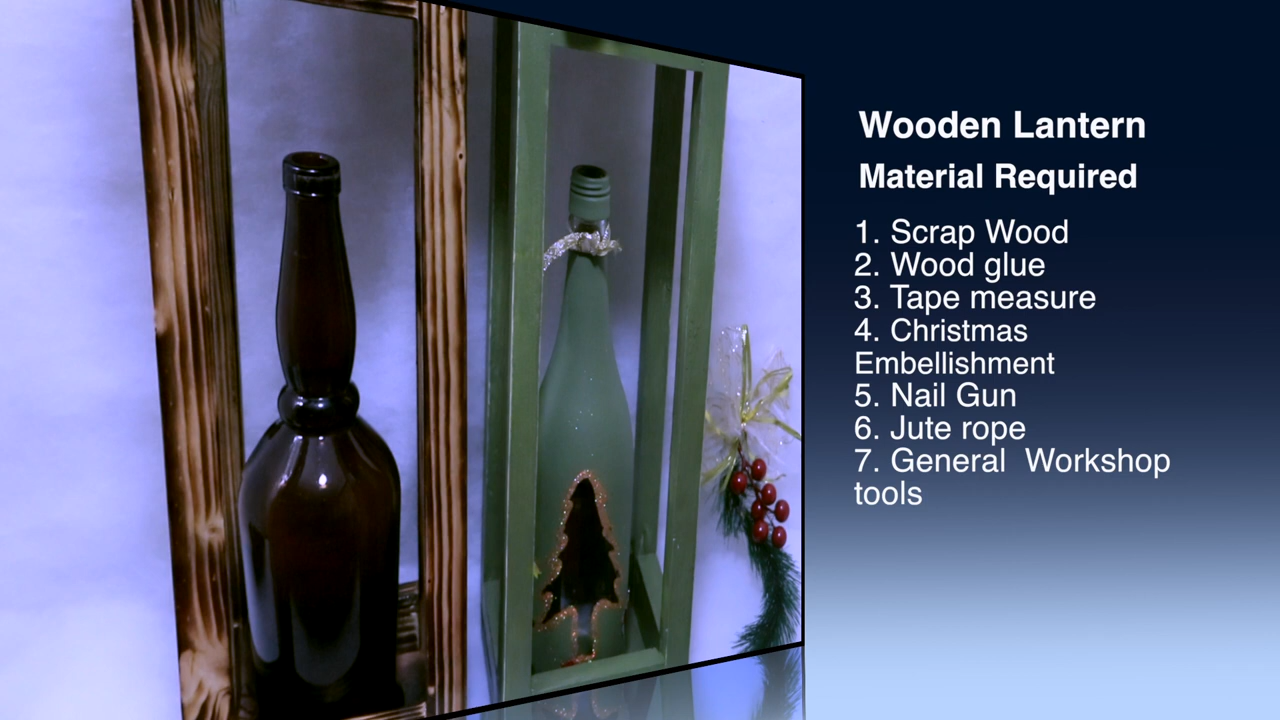 Wooden Lantern
Material Required
1. Scrap Wood
2. Wood glue
3. Tape measure
4. Christmas
Embellishment
5. Nail Gun
6. Jute rope
7. General  Workshop
tools